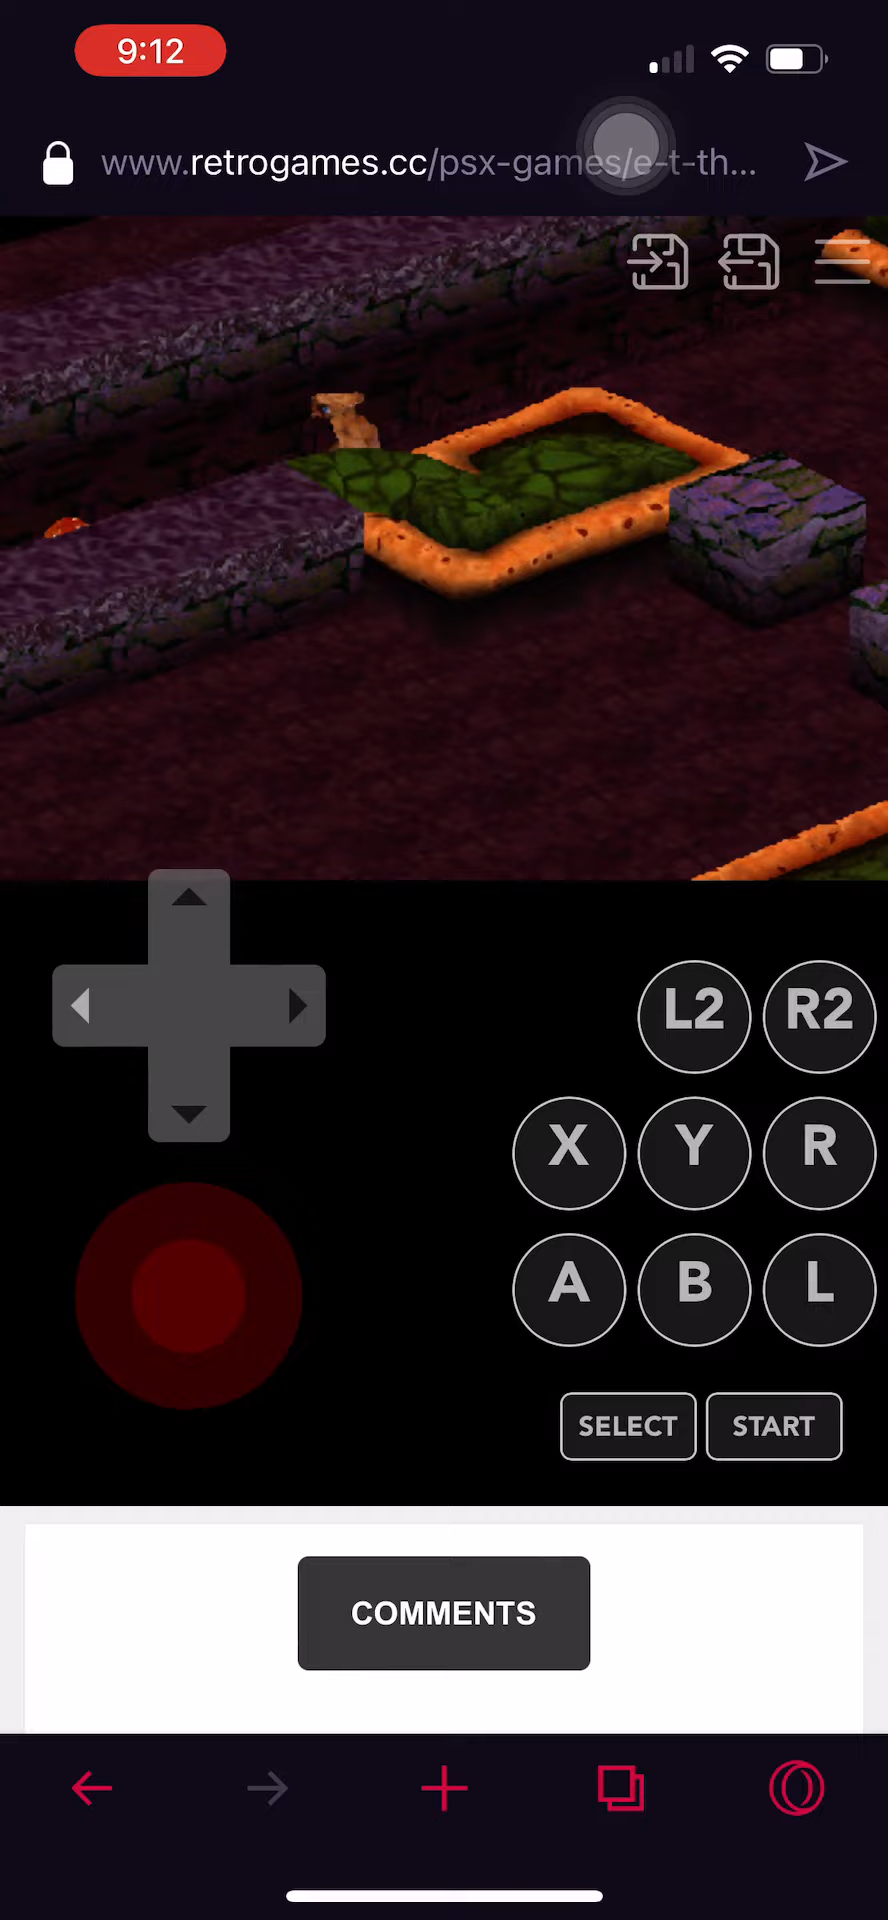 9:12
www.retrogames.cc/psx-games/e-t-th...
L2 R2
X Y R
A B L
SELECT START
COMMENTS